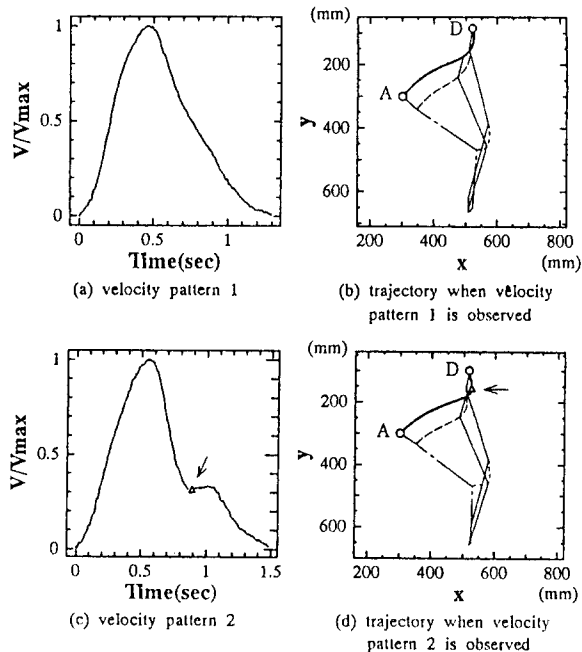 V/Vmax
1
0.5
0
0
0.5
1
Time(sec)
(a) velocity pattern 1
(mm)
D
200
A
y
400
600
200
400
600
800
x
(mm)
(b) trajectory when velocity
pattern 1 is observed
V/Vmax
1
0.5
0
0
0.5
1
1.5
Time(sec)
(c) velocity pattern 2
(mm)
D
200
A
y
400
600
200
400
600
800
x
(mm)
(d) trajectory when velocity
pattern 2 is observed